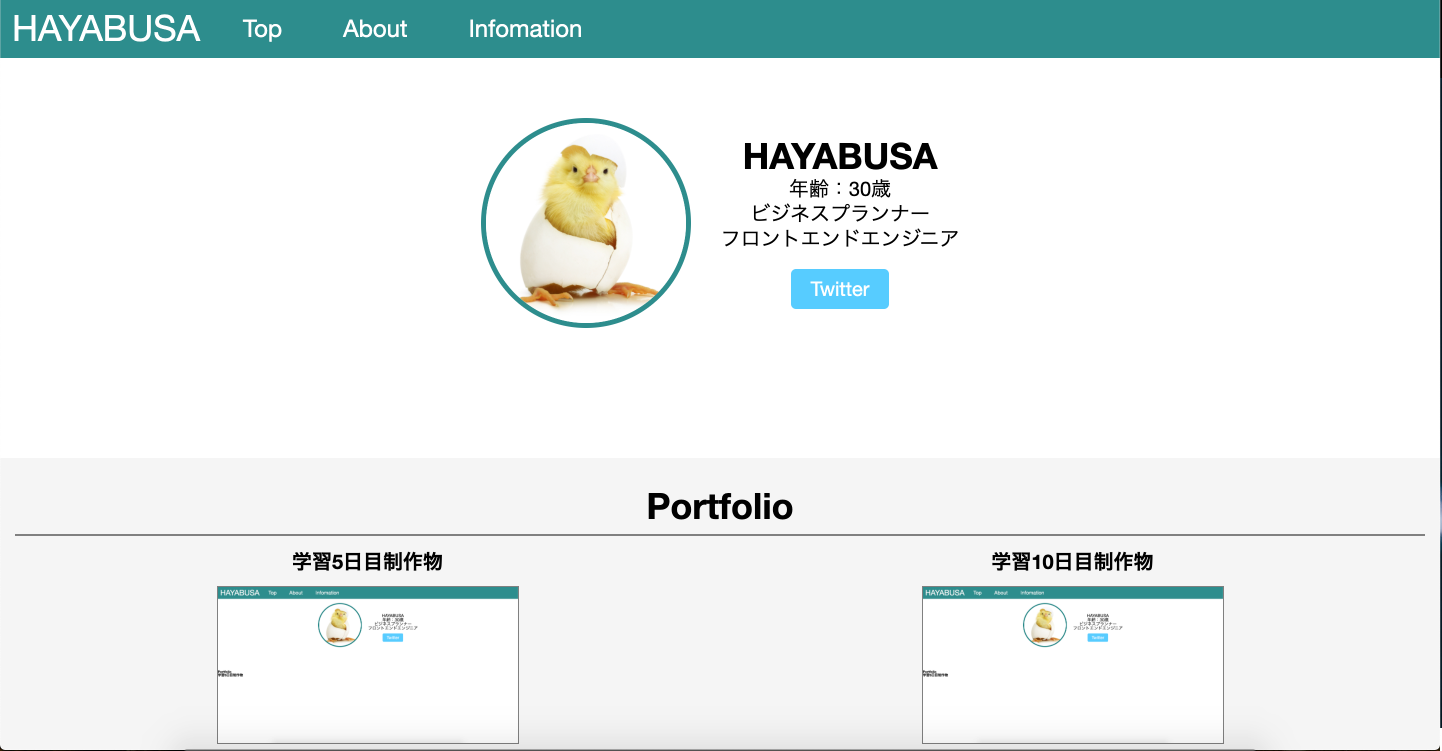 HAYABUSA Top About Infomation
HAYABUSA
年齢：30歳
ビジネスプランナー
フロントエンドエンジニア
Twitter
Portfolio
学習5日目制作物
HAYABUSA Top About Infomation
HAYABUSA
年齢：30歳
ビジネスプランナー
フロントエンドエンジニア
Twitter
Portfolio
学習5日目制作物
学習10日目制作物
HAYABUSA Top About Infomation
HAYABUSA
年齢：30歳
ビジネスプランナー
フロントエンドエンジニア
Twitter
Portfolio
学習5日目制作物